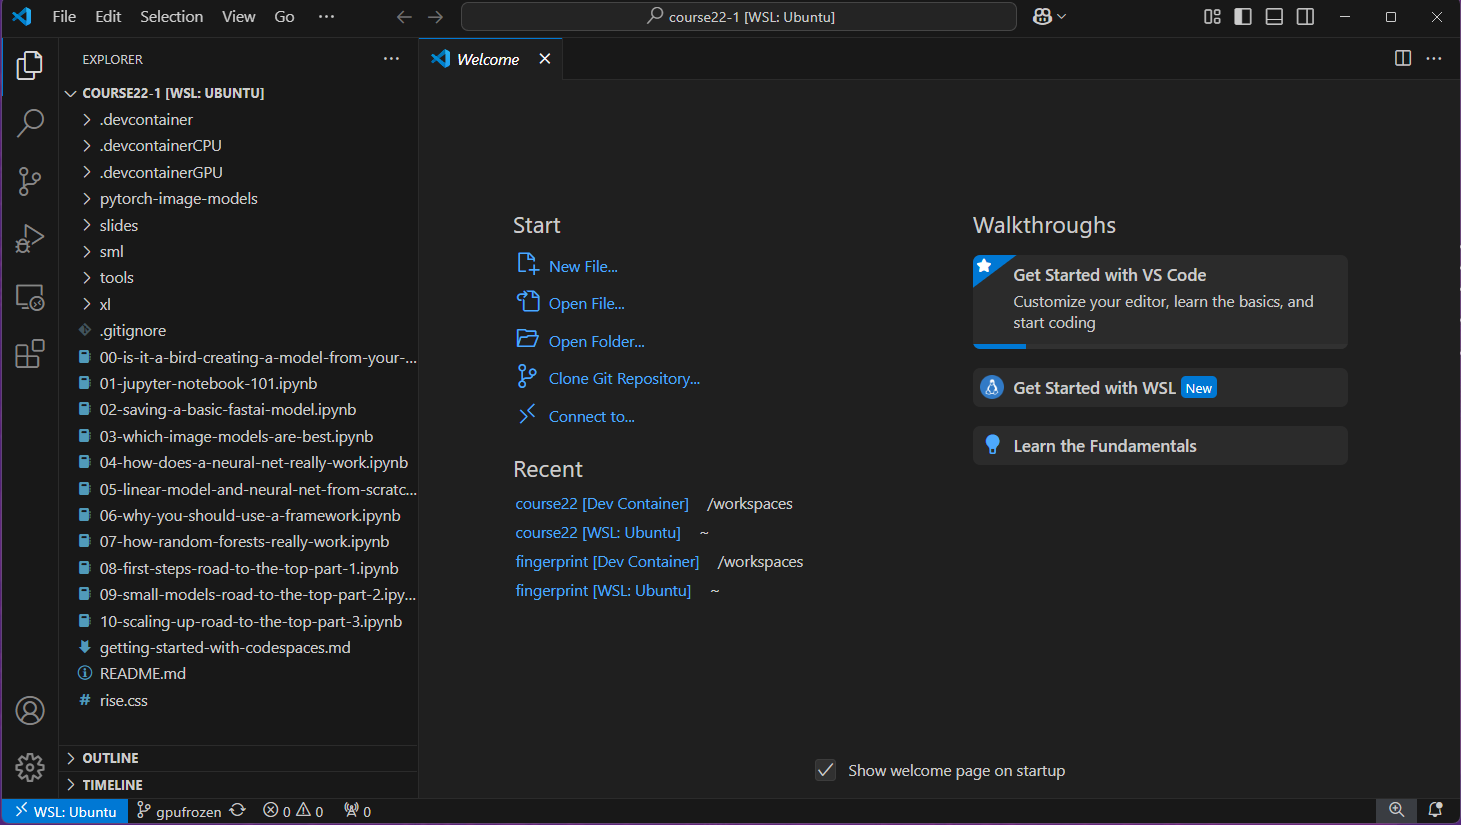 File Edit Selection View Go ···
course22-1 [WSL: Ubuntu]
EXPLORER
COURSE22-1 [WSL: UBUNTU]
.devcontainer
.devcontainerCPU
.devcontainerGPU
pytorch-image-models
slides
sml
tools
xl
.gitignore
00-is-it-a-bird-creating-a-model-from-your-...
01-jupyter-notebook-101.ipynb
02-saving-a-basic-fastai-model.ipynb
03-which-image-models-are-best.ipynb
04-how-does-a-neural-net-really-work.ipynb
05-linear-model-and-neural-net-from-scratc...
06-why-you-should-use-a-framework.ipynb
07-how-random-forests-really-work.ipynb
08-first-steps-road-to-the-top-part-1.ipynb
09-small-models-road-to-the-top-part-2.ipy...
10-scaling-up-road-to-the-top-part-3.ipynb
getting-started-with-codespaces.md
README.md
# rise.css
OUTLINE
TIMELINE
Welcome
Start
New File...
Open File...
Open Folder...
Clone Git Repository...
Connect to...
Recent
course22 [Dev Container] /workspaces
course22 [WSL: Ubuntu] ~
fingerprint [Dev Container] /workspaces
fingerprint [WSL: Ubuntu] ~
Walkthroughs
Get Started with VS Code
Customize your editor, learn the basics, and
start coding
Get Started with WSL New
Learn the Fundamentals
Show welcome page on startup
WSL: Ubuntu gpufrozen 0 0 0